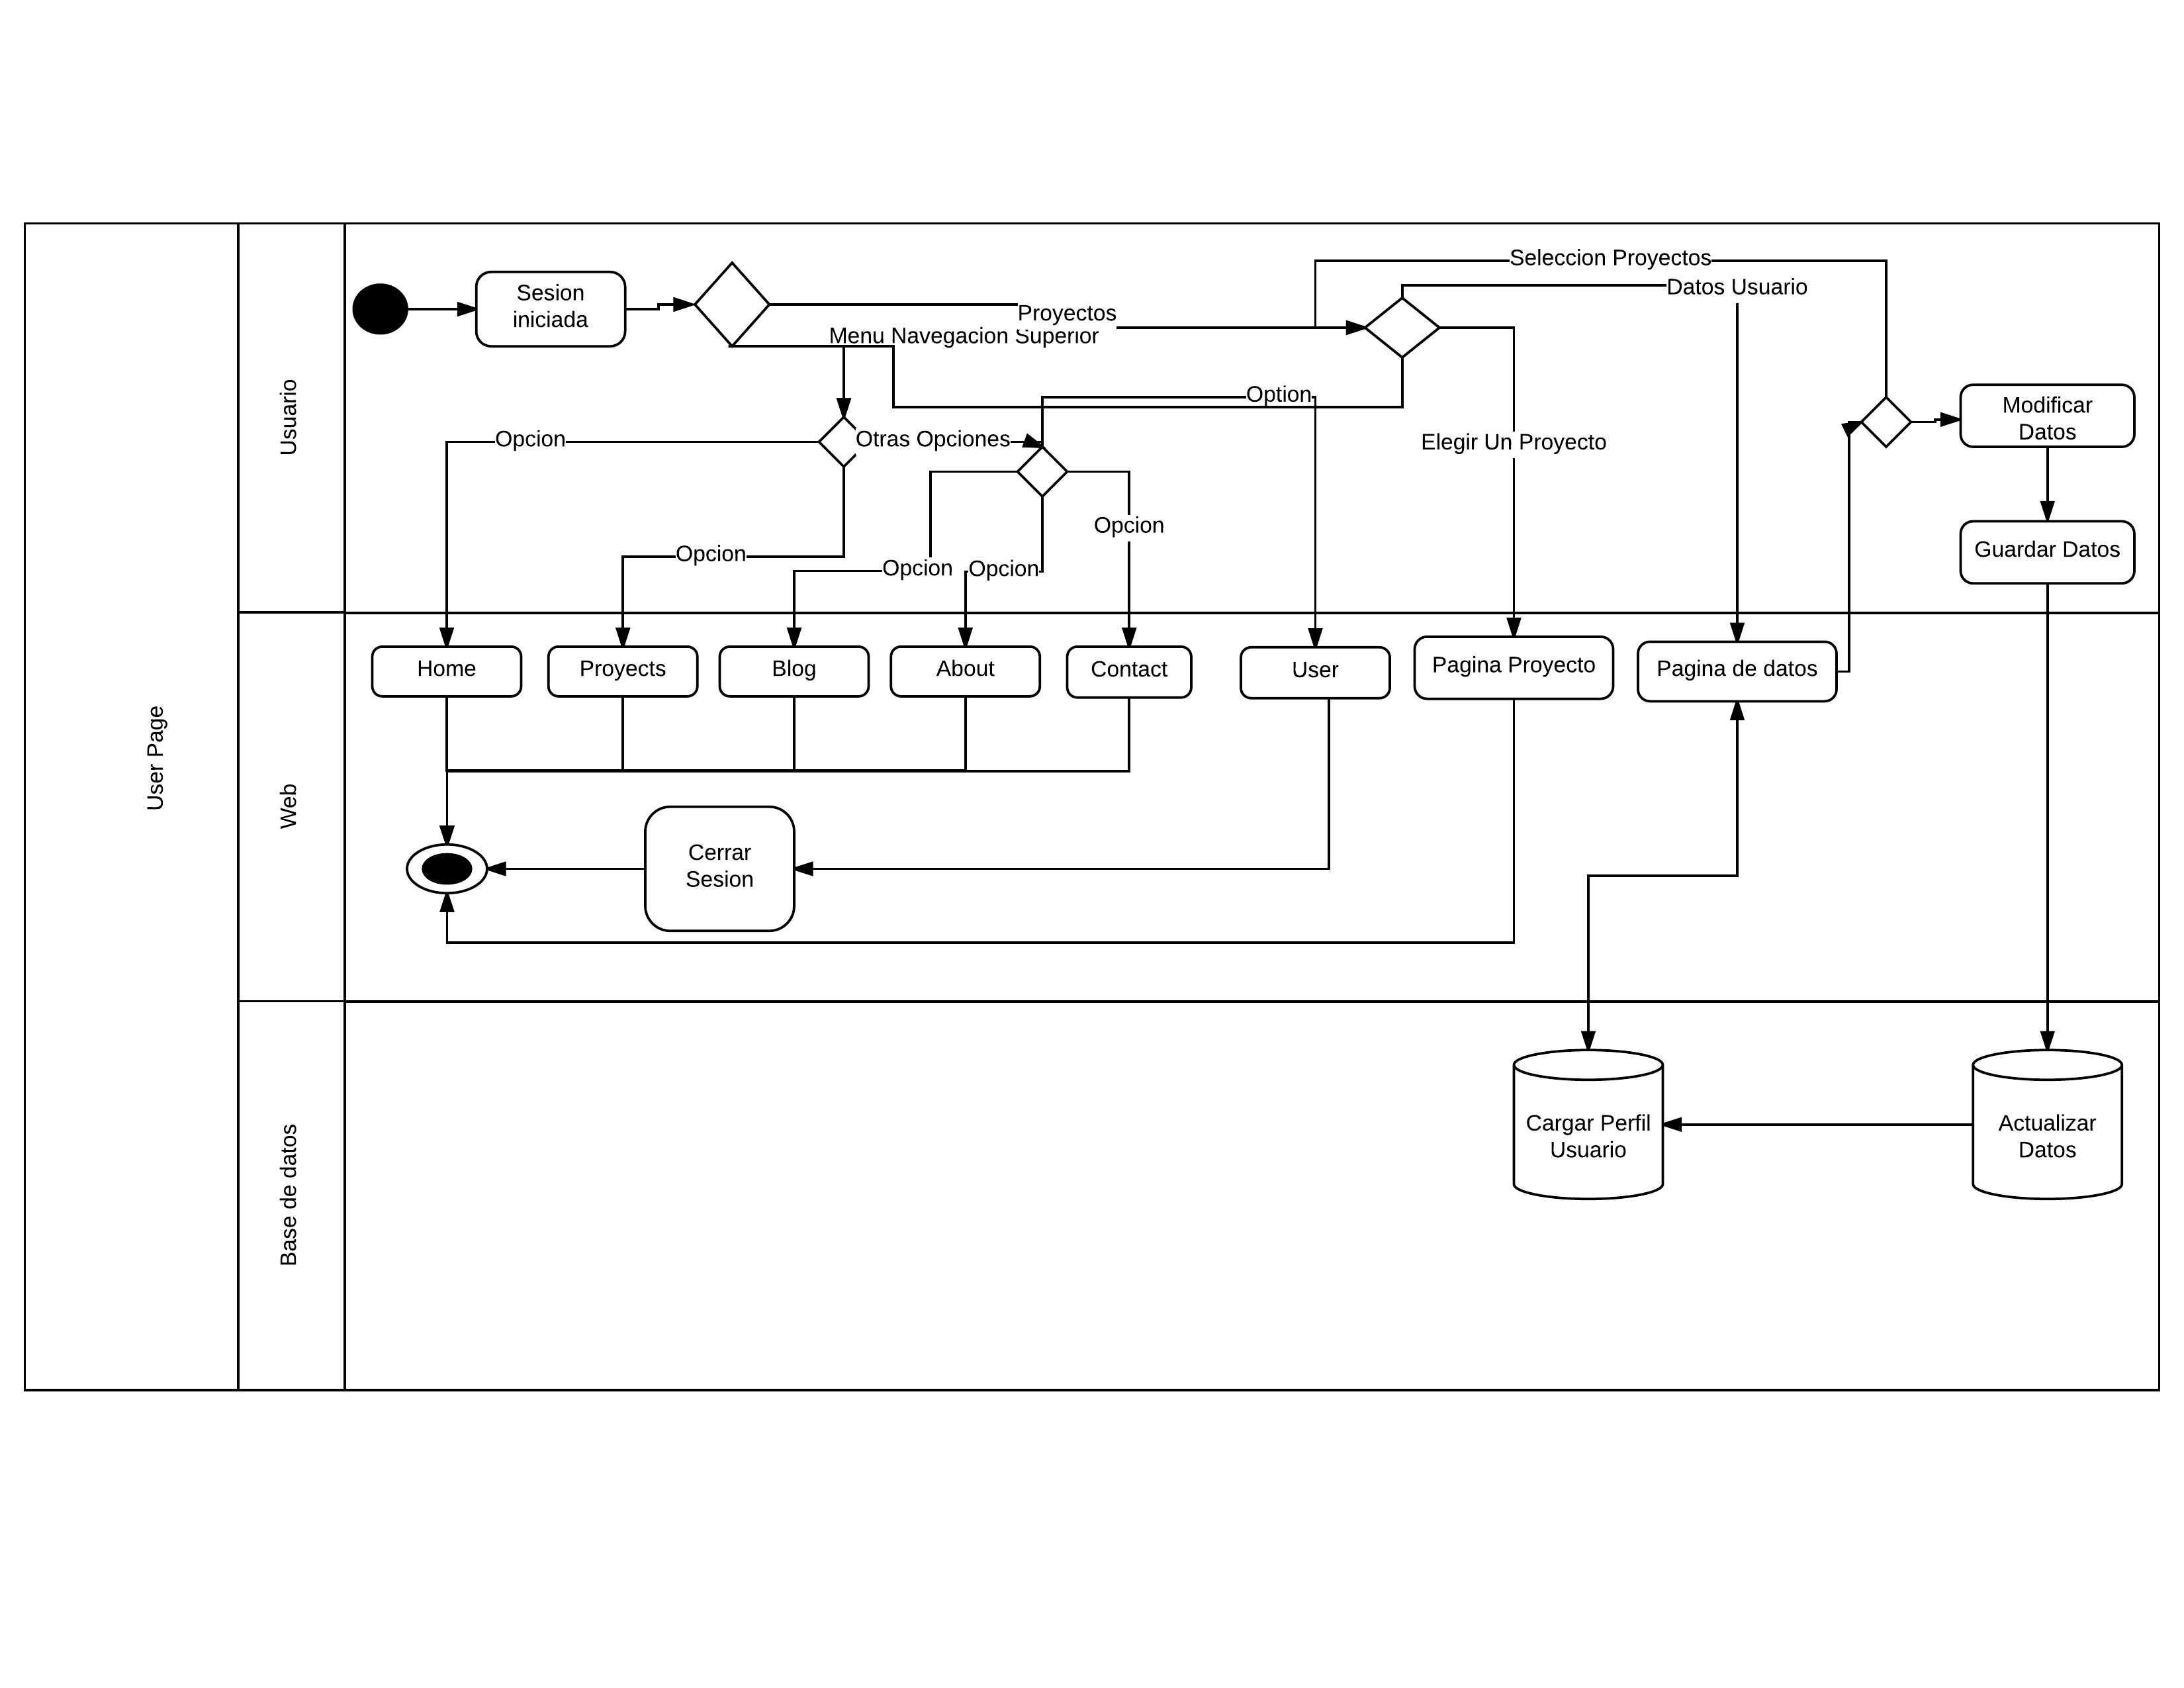 User Page
Usuario
Web
Base de datos
Seleccion Proyectos
Datos Usuario
Sesion
iniciada
Proyectos
Menu Navegacion Superior
Option
Modificar
Datos
Opcion
Otras Opciones
Elegir Un Proyecto
Opcion
Opcion
Opcion
Opcion
Guardar Datos
Home
Proyects
Blog
About
Contact
User
Pagina Proyecto
Pagina de datos
Cerrar
Sesion
Cargar Perfil
Usuario
Actualizar
Datos